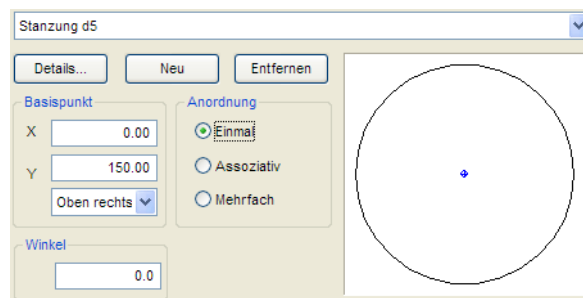 Stanzung d5
Details... Neu Entfernen
Basispunkt
X 0.00
Y 150.00
Oben rechts
Anordnung
Einmal
Assoziativ
Mehrfach
Winkel
0.0